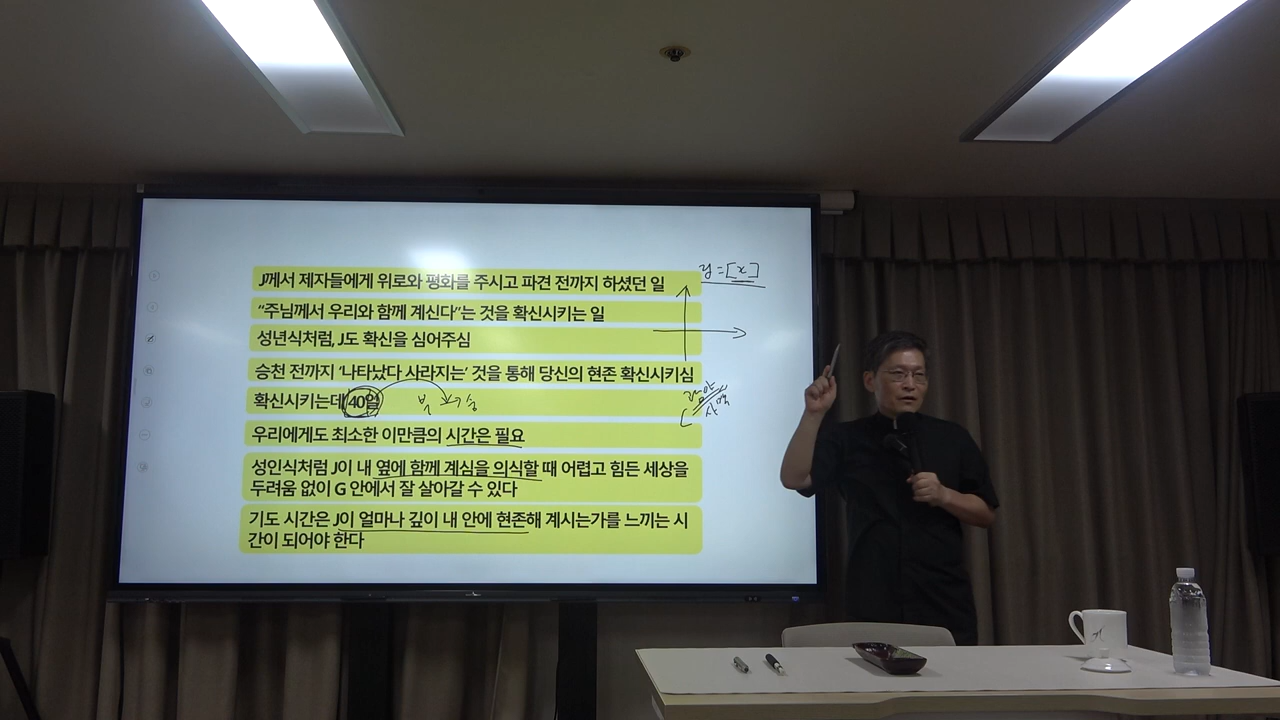 J께서 제자들에게 위로와 평화를 주시고 파견 전까지 하셨던 일
y=[x]
“주님께서 우리와 함께 계신다”는 것을 확신시키는 일
성년식처럼, J도 확신을 심어주심
승천 전까지 ‘나타났다 사라지는’ 것을 통해 당신의 현존 확신시키심
확신시키는데 40일
우리에게도 최소한 이만큼의 시간은 필요
성인식처럼 J이 내 옆에 함께 계심을 의식할 때 어렵고 힘든 세상을
두려움 없이 G 안에서 잘 살아갈 수 있다
기도 시간은 J이 얼마나 깊이 내 안에 현존해 계시는가를 느끼는 시
간이 되어야 한다